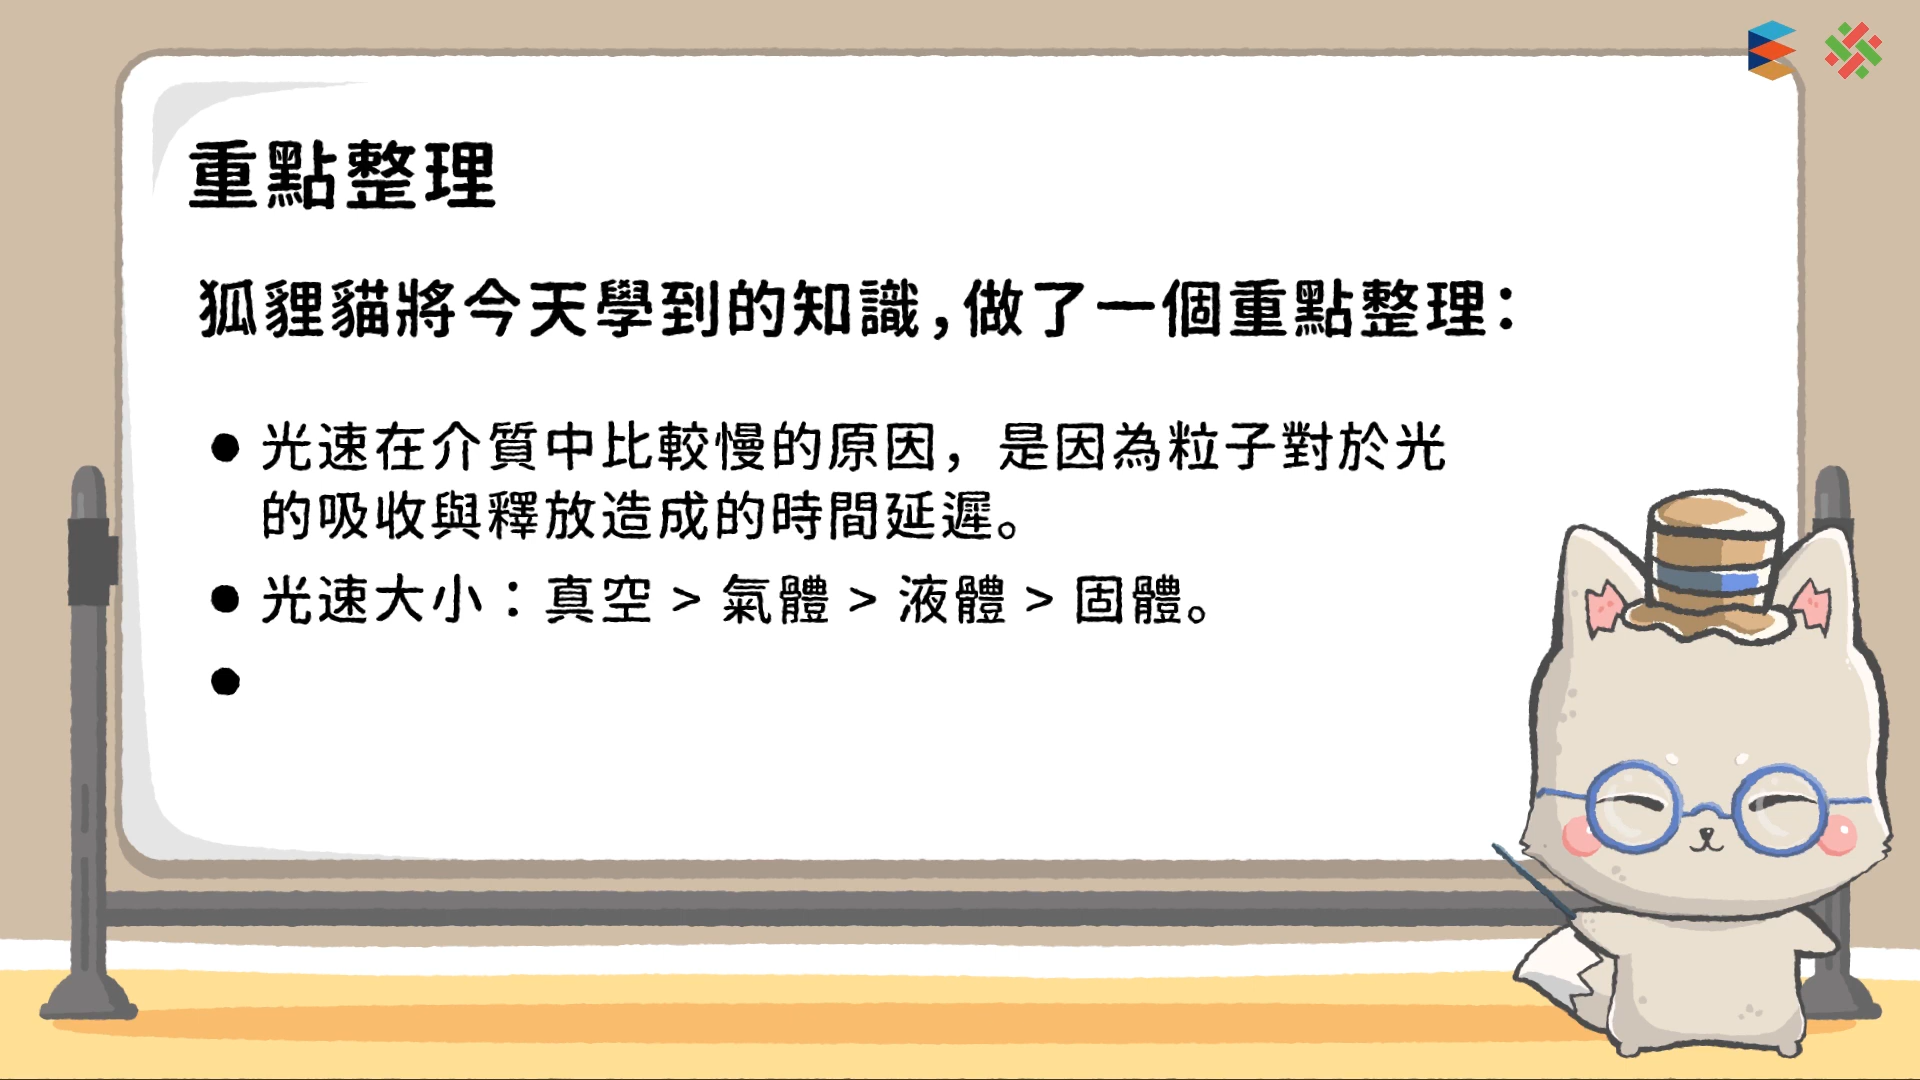 重點整理
狐狸貓將今天學到的知識,做了一個重點整理:
● 光速在介質中比較慢的原因，是因為粒子對於光
的吸收與釋放造成的時間延遲。
● 光速大小：真空 > 氣體 > 液體 > 固體。
●